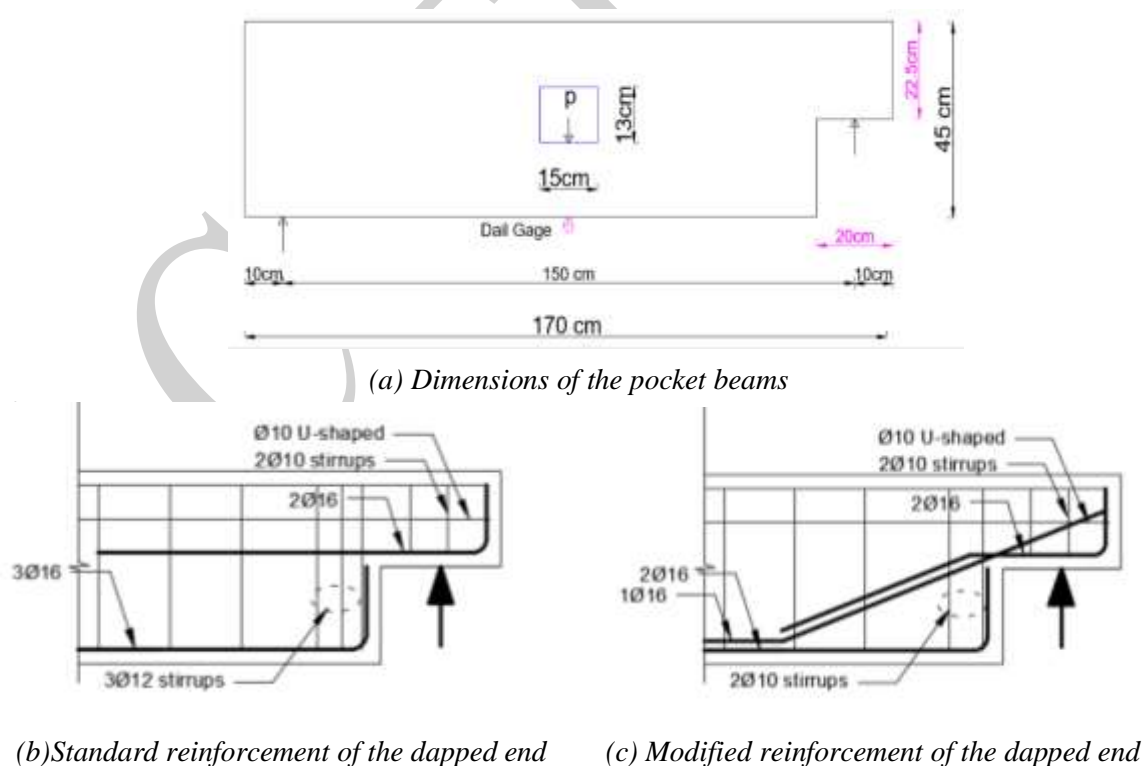 p
13cm
15cm
22.5cm
45 cm
Dail Gage
20cm
10cm
150 cm
10cm
170 cm
(a) Dimensions of the pocket beams
Ø10 U-shaped
2Ø10 stirrups
2Ø16
3Ø16
3Ø12 stirrups
Ø10 U-shaped
2Ø10 stirrups
2Ø16
2Ø16
1Ø16
2Ø10 stirrups
(b)Standard reinforcement of the dapped end
(c) Modified reinforcement of the dapped end